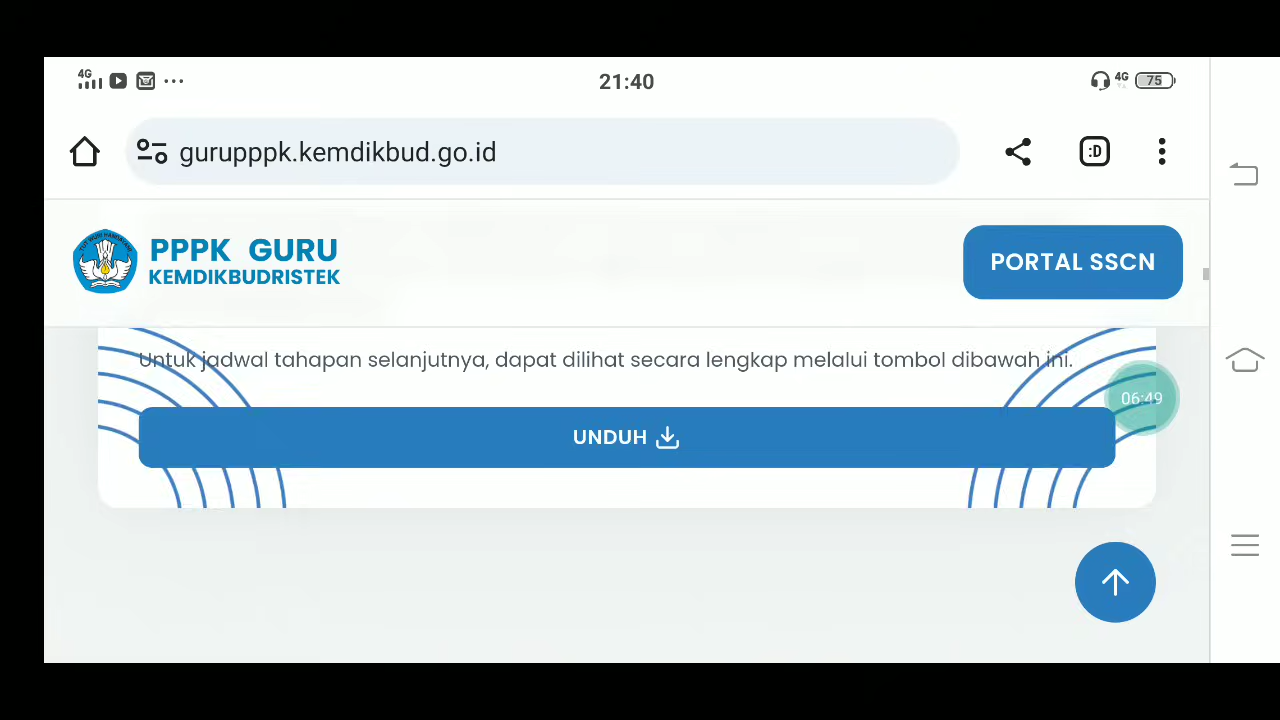 4G
21:40
4G
75
gurupppk.kemdikbud.go.id
:D
PPPK GURU
KEMDIKBUDRISTEK
PORTAL SSCN
Untuk jadwal tahapan selanjutnya, dapat dilihat secara lengkap melalui tombol dibawah ini.
06:49
UNDUH